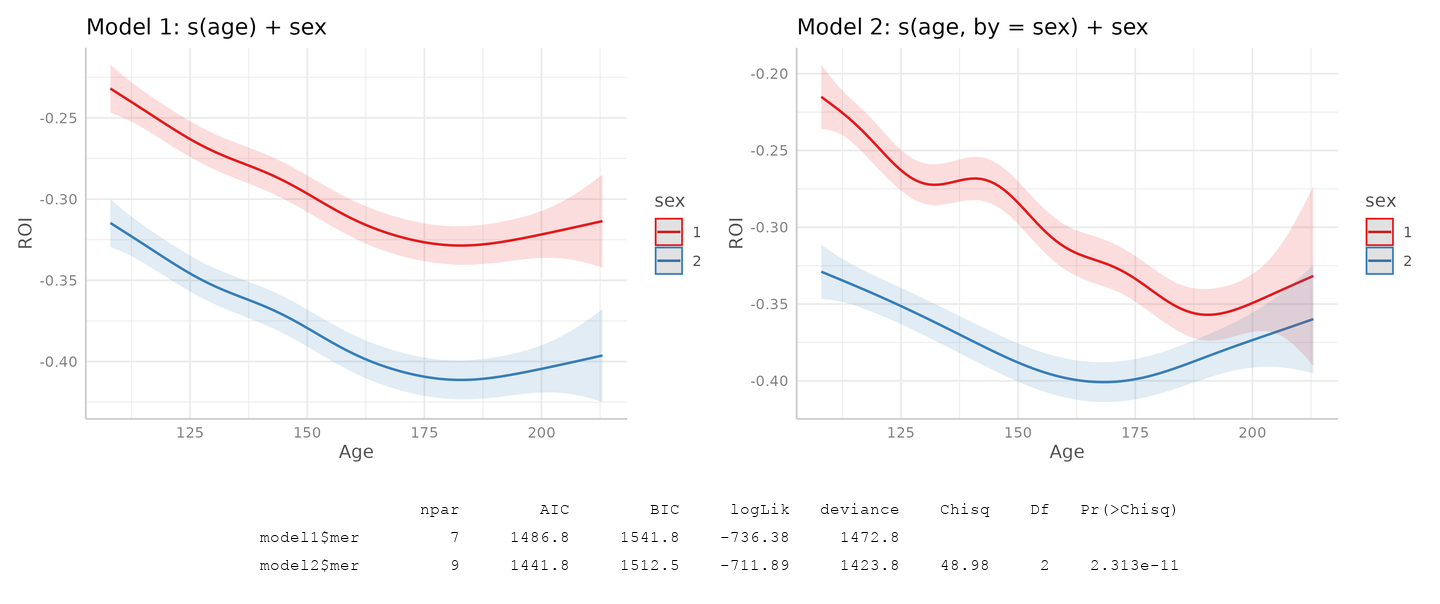 Model 1: s(age) + sex
-0.25
-0.30
-0.35
-0.40
ROI
125 150 175 200
Age
sex
1
2
Model 2: s(age, by = sex) + sex
-0.20
-0.25
-0.30
-0.35
-0.40
ROI
125 150 175 200
Age
sex
1
2
npar AIC BIC logLik deviance Chisq Df Pr(>Chisq)
model1$mer 7 1486.8 1541.8 -736.38 1472.8
model2$mer 9 1441.8 1512.5 -711.89 1423.8 48.98 2 2.313e-11